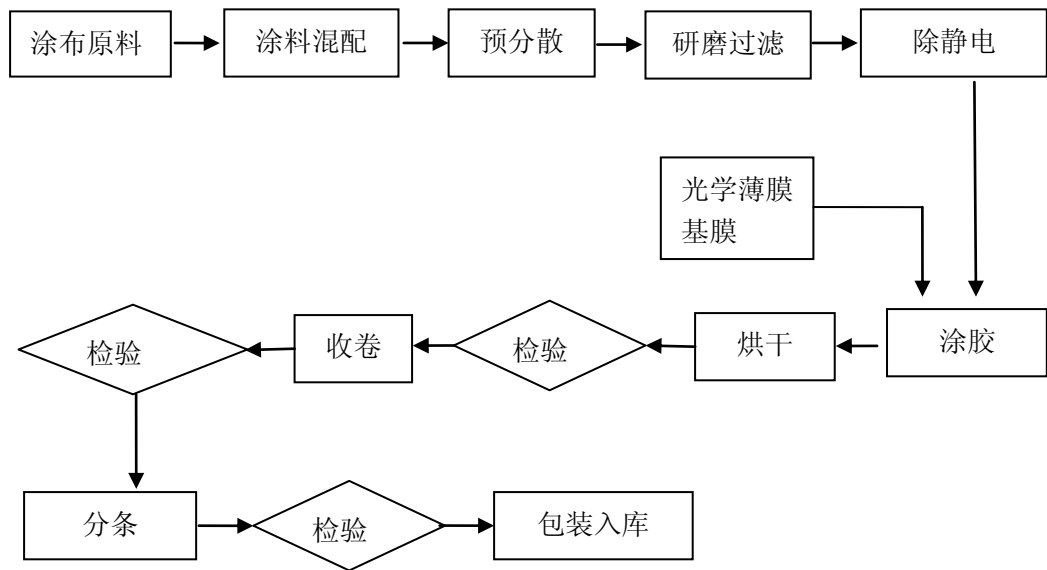 涂布原料
涂料混配
预分散
研磨过滤
除静电
光学薄膜
基膜
涂胶
烘干
检验
收卷
检验
分条
检验
包装入库